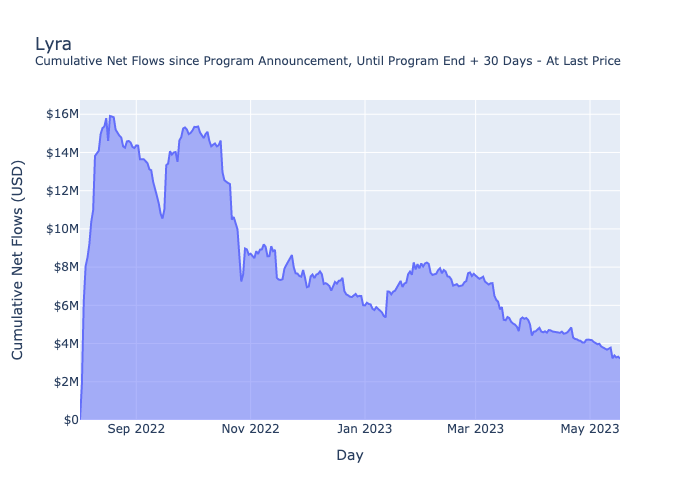 Lyra
Cumulative Net Flows since Program Announcement, Until Program End + 30 Days - At Last Price
Cumulative Net Flows (USD)
$16M
$14M
$12M
$10M
$8M
$6M
$4M
$2M
$0
Sep 2022 Nov 2022 Jan 2023 Mar 2023 May 2023
Day